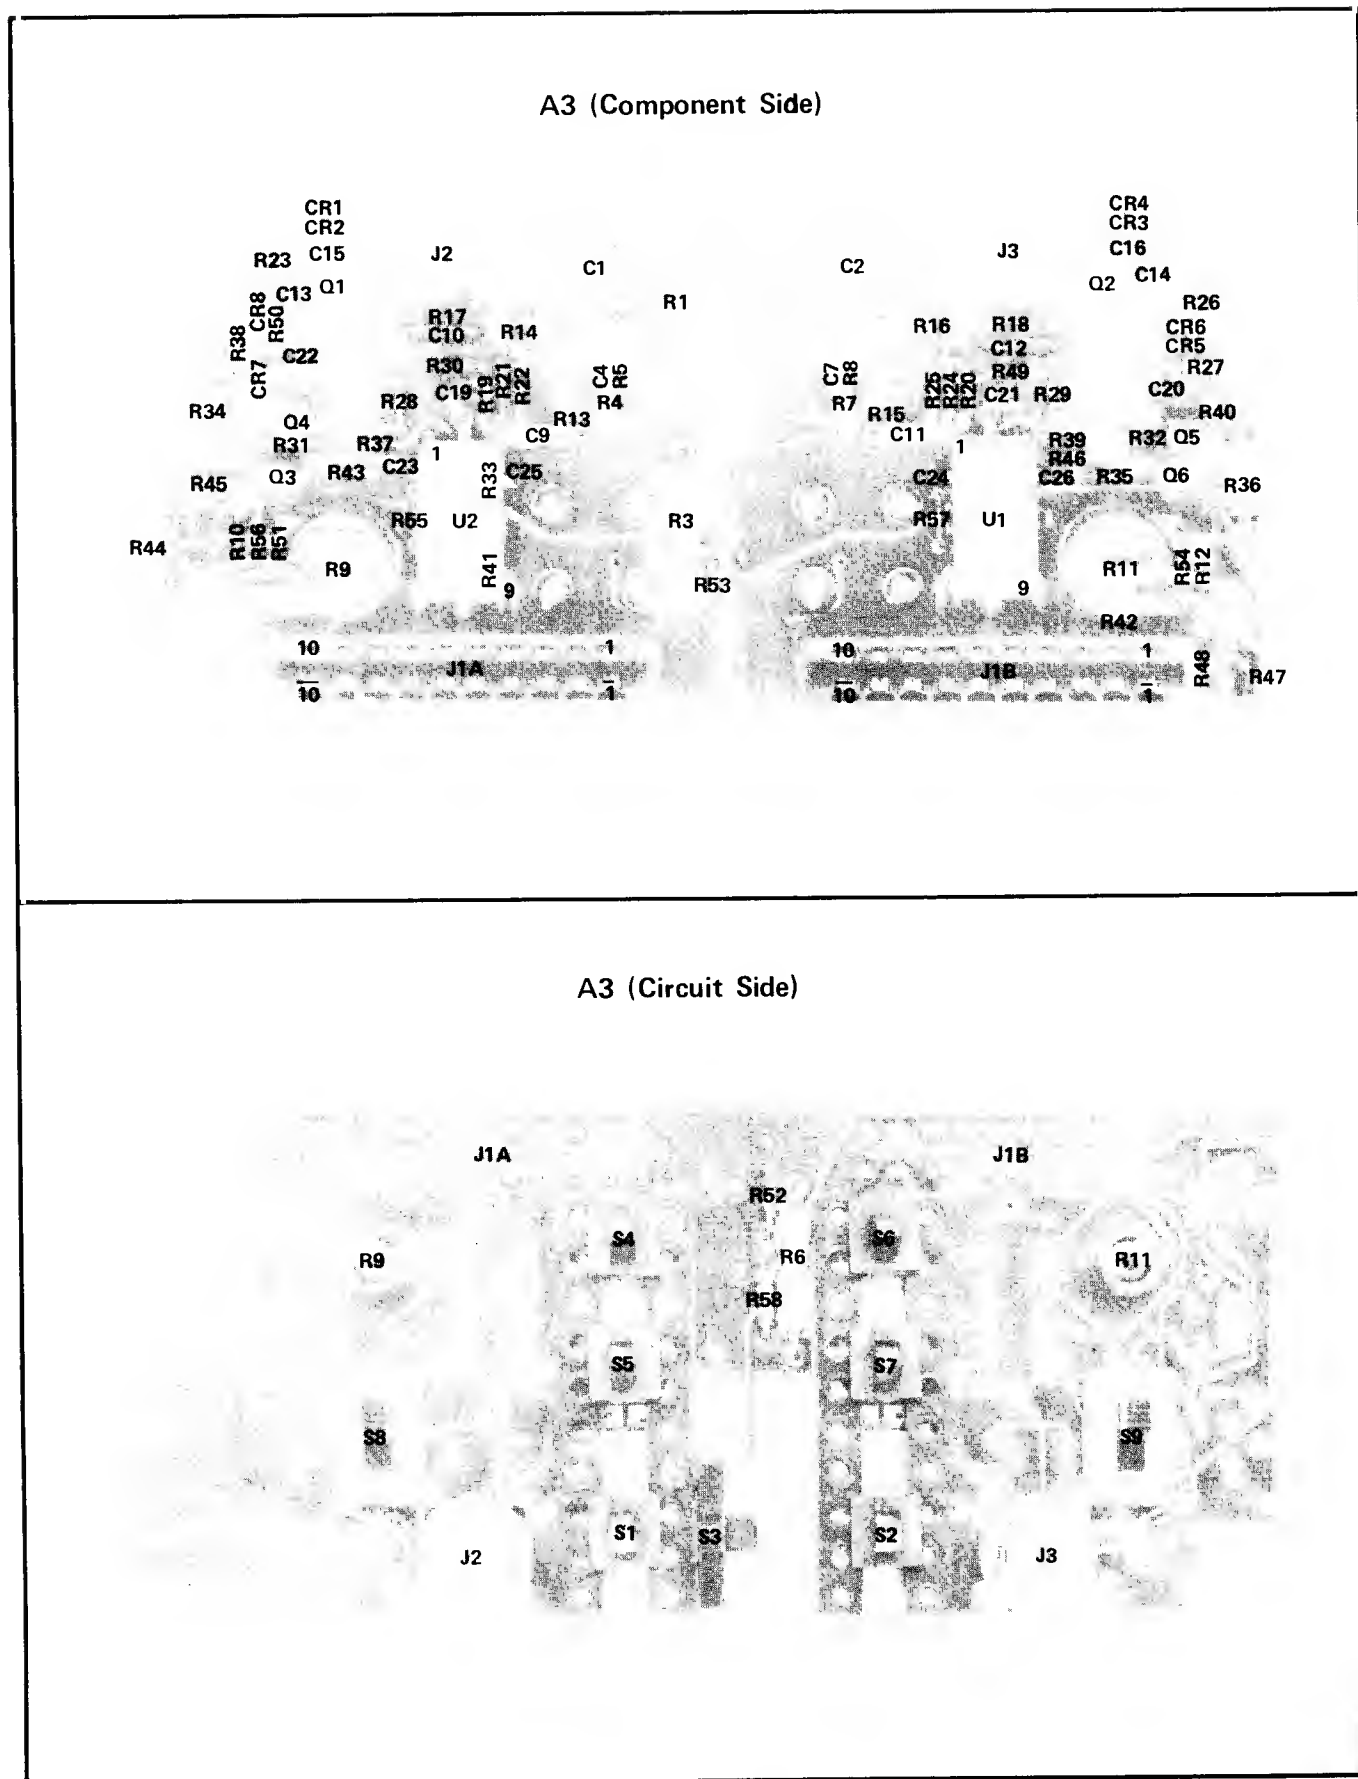 A3 (Component Side)
CR1
CR2
CR4
CR3
R23
C15
J2
C1
C2
J3
C16
C14
CR8
C13
Q1
R1
Q2
R26
R50
R38
R17
C10
R14
R16
R18
C12
CR6
CR5
C22
R30
R49
R27
CR7
C19
R19
R21
R22
C4
R5
C7
R8
R25
R24
R20
C21
R29
C20
R34
R28
R4
R7
R15
R40
Q4
R13
R31
R37
1
C9
C11
1
R39
R32
Q5
R45
Q3
R43
C23
R33
C25
C24
R46
C26
R35
Q6
R36
R44
R10
R56
R51
R55
U2
R3
R57
U1
R9
R41
9
R53
9
R11
R54
R12
R42
10
1
10
1
J1A
J1B
R48
R47
10
1
10
1
A3 (Circuit Side)
J1A
J1B
R52
S4
S6
R9
R6
R11
R58
S5
S7
S8
S9
S1
S3
S2
J2
J3